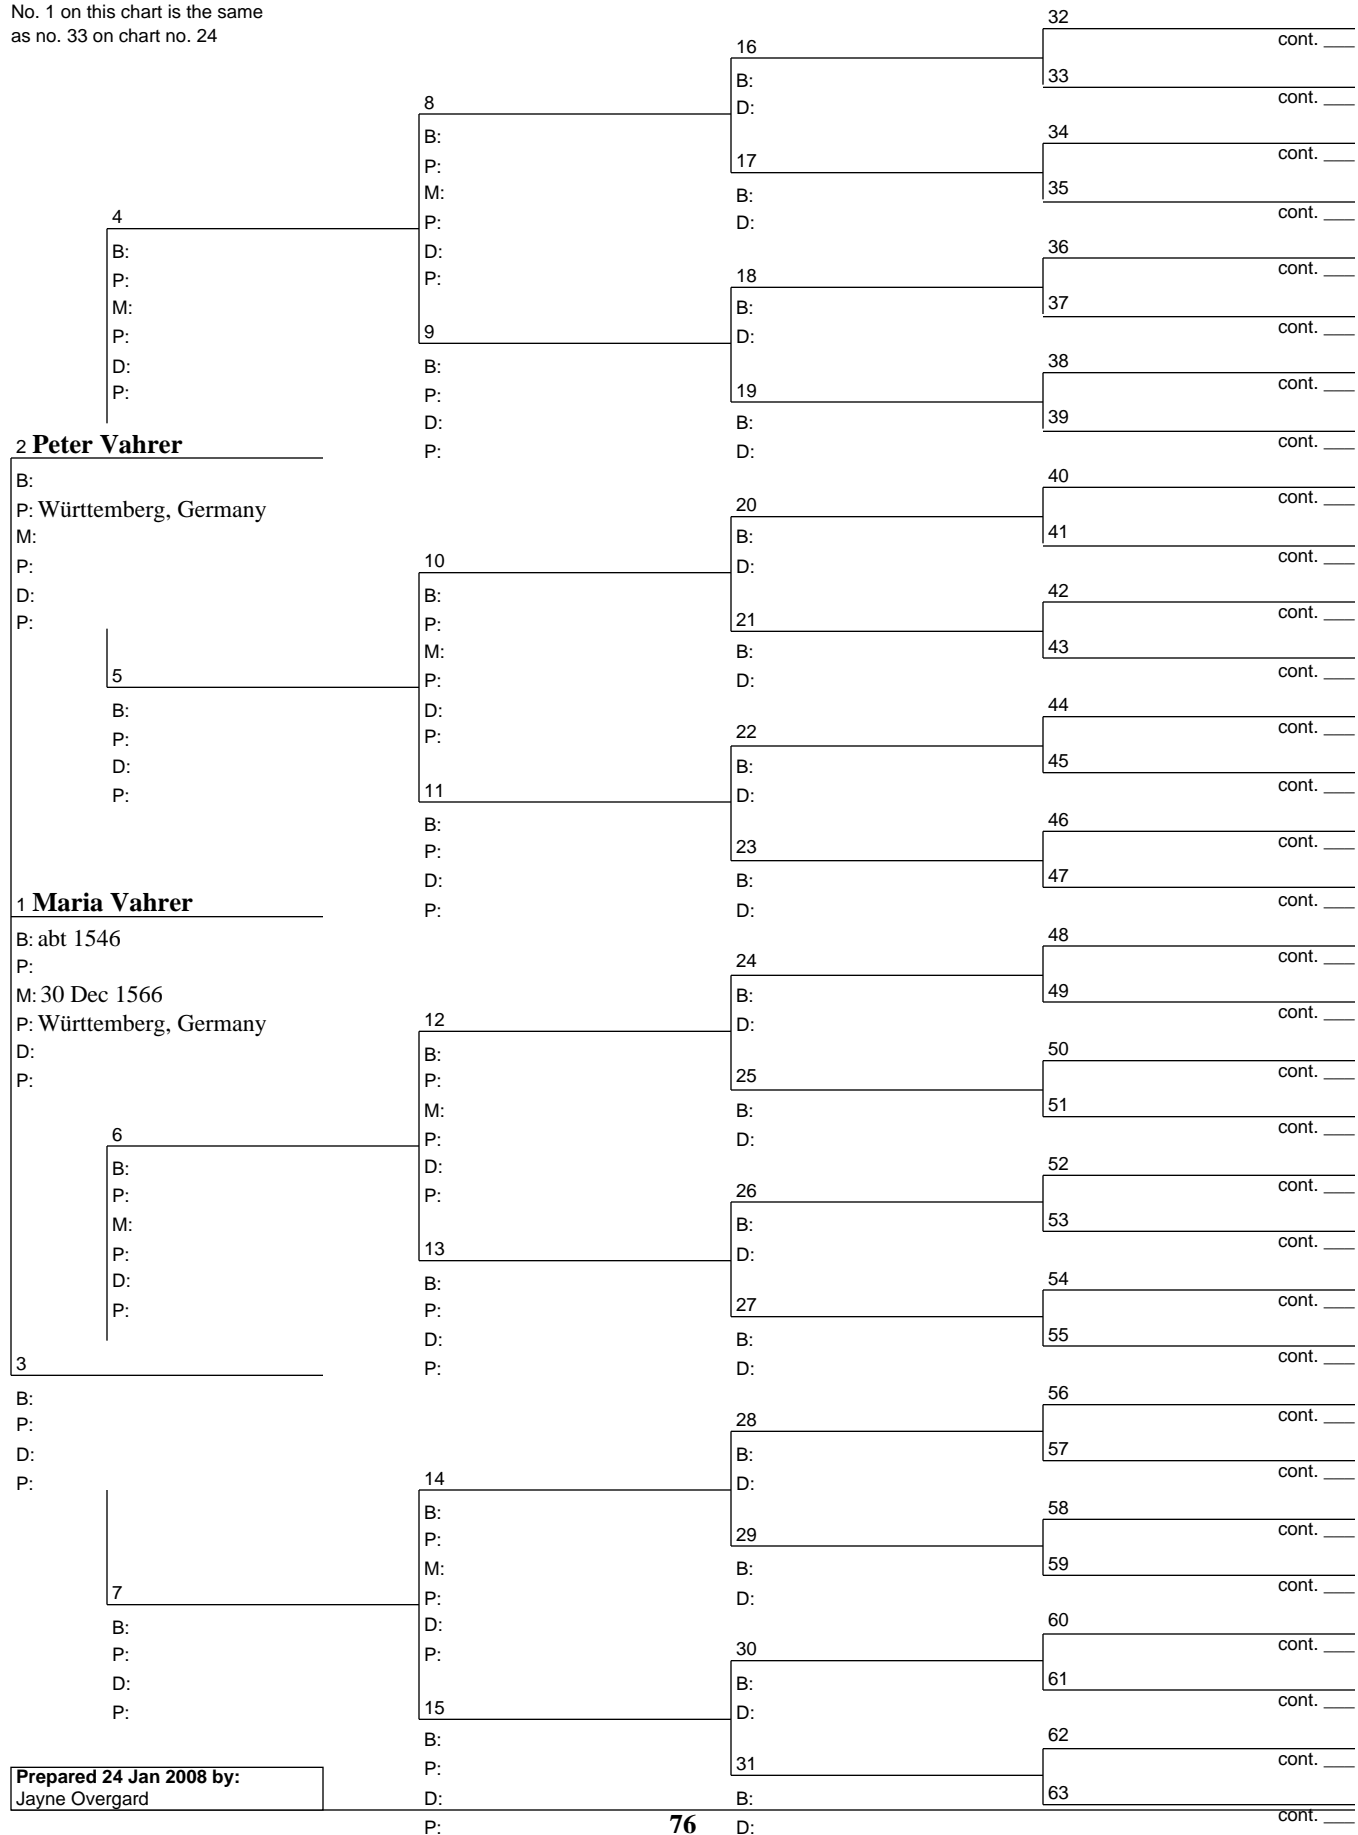 No. 1 on this chart is the same
as no. 33 on chart no. 24
4
B:
P:
M:
P:
D:
P:
2 Peter Vahrer
B:
P: Württemberg, Germany
M:
P:
D:
P:
5
B:
P:
D:
P:
1 Maria Vahrer
B: abt 1546
P:
M: 30 Dec 1566
P: Württemberg, Germany
D:
P:
6
B:
P:
M:
P:
D:
P:
3
B:
P:
D:
P:
7
B:
P:
D:
P:
Prepared 24 Jan 2008 by:
Jayne Overgard
8
B:
P:
M:
P:
D:
P:
9
B:
P:
D:
P:
10
B:
P:
M:
P:
D:
P:
11
B:
P:
D:
P:
12
B:
P:
M:
P:
D:
P:
13
B:
P:
D:
P:
14
B:
P:
M:
P:
D:
P:
15
B:
P:
D:
P:
16
B:
D:
17
B:
D:
18
B:
D:
19
B:
D:
20
B:
D:
21
B:
D:
22
B:
D:
23
B:
D:
24
B:
D:
25
B:
D:
26
B:
D:
27
B:
D:
28
B:
D:
29
B:
D:
30
B:
D:
31
B:
D:
32
cont. ___
33
cont. ___
34
cont. ___
35
cont. ___
36
cont. ___
37
cont. ___
38
cont. ___
39
cont. ___
40
cont. ___
41
cont. ___
42
cont. ___
43
cont. ___
44
cont. ___
45
cont. ___
46
cont. ___
47
cont. ___
48
cont. ___
49
cont. ___
50
cont. ___
51
cont. ___
52
cont. ___
53
cont. ___
54
cont. ___
55
cont. ___
56
cont. ___
57
cont. ___
58
cont. ___
59
cont. ___
60
cont. ___
61
cont. ___
62
cont. ___
63
cont. ___
76